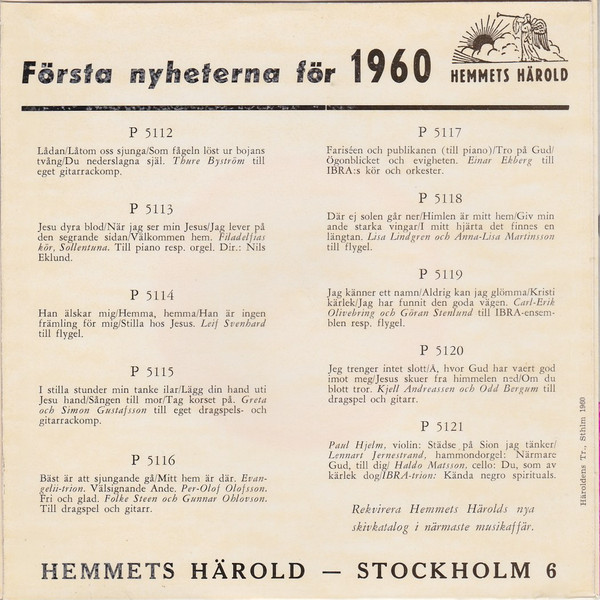 Första nyheterna för 1960
HEMMETS HÄROLD
P 5112
Lådan/Låtom oss sjunga/Som fågeln löst ur bojans
tvång/Du nederslagna själ. Thure Byström till
eget gitarrackomp.
P 5113
Jesu dyra blod/När jag ser min Jesus/Jag lever på
den segrande sidan/Välkommen hem. Filadelfias
kör, Sollentuna. Till piano resp. orgel. Dir.: Nils
Eklund.
P 5114
Han älskar mig/Hemma, hemma/Han är ingen
främling för mig/Stilla hos Jesus. Leif Svenhard
till flygel.
P 5115
I stilla stunder min tanke ilar/Lägg din hand uti
Jesu hand/Sången till mor/Tag korset på. Greta
och Simon Gustafsson till eget dragspels- och
gitarrackomp.
P 5116
Bäst är att sjungande gå/Mitt hem är där. Evan-
gelii-trion. Välsignande Ande. Per-Olof Olofsson.
Fri och glad. Folke Steen och Gunnar Ohlovson.
Till dragspel och gitarr.
P 5117
Fariséen och publikanen (till piano)/Tro på Gud/
Ögonblicket och evigheten. Einar Ekberg till
IBRA:s kör och orkester.
P 5118
Där ej solen går ner/Himlen är mitt hem/Giv min
ande starka vingar/I mitt hjärta det finnes en
längtan. Lisa Lindgren och Anna-Lisa Martinsson
till flygel.
P 5119
Jag känner ett namn/Aldrig kan jag glömma/Kristi
kärlek/Jag har funnit den goda vägen. Carl-Erik
Olivebring och Göran Stenlund till IBRA-ensem-
blen resp. flygel.
P 5120
Jeg trenger intet slott/Å, hvor Gud har vaert god
imot meg/Jesus skuer fra himmelen ned/Om du
blott tror. Kjell Andreassen och Odd Bergum till
dragspel och gitarr.
P 5121
Paul Hjelm, violin: Städse på Sion jag tänker/
Lennart Jernestrand, hammondorgel: Närmare
Gud, till dig/ Haldo Matsson, cello: Du, som av
kärlek dog/IBRA-trion: Kända negro spirituals.
Rekvirera Hemmets Härolds nya
skivkatalog i närmaste musikaffär.
Häroldens Tr., Sthlm 1960
HEMMETS HÄROLD — STOCKHOLM 6